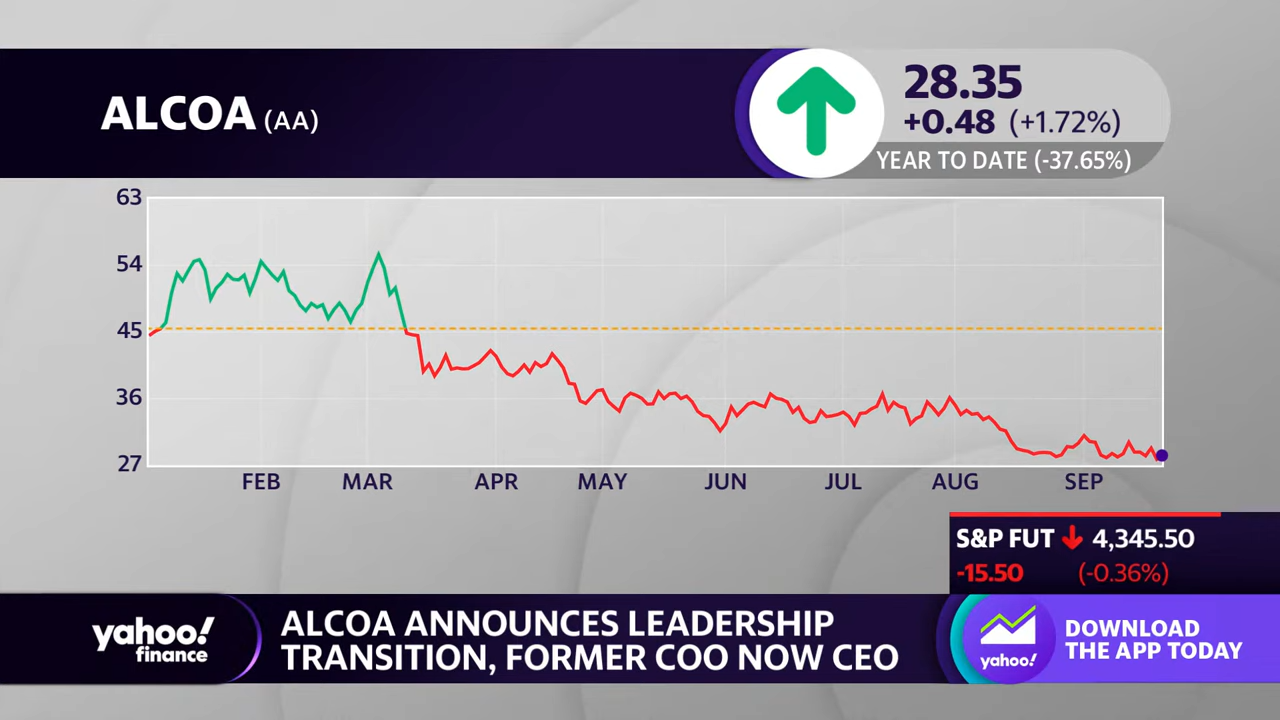 ALCOA (AA)
28.35
+0.48 (+1.72%)
YEAR TO DATE (-37.65%)
63
54
45
36
27
FEB MAR APR MAY JUN JUL AUG SEP
S&P FUT 4,345.50
-15.50 (-0.36%)
yahoo!
finance
ALCOA ANNOUNCES LEADERSHIP
TRANSITION, FORMER COO NOW CEO
yahoo!
DOWNLOAD
THE APP TODAY